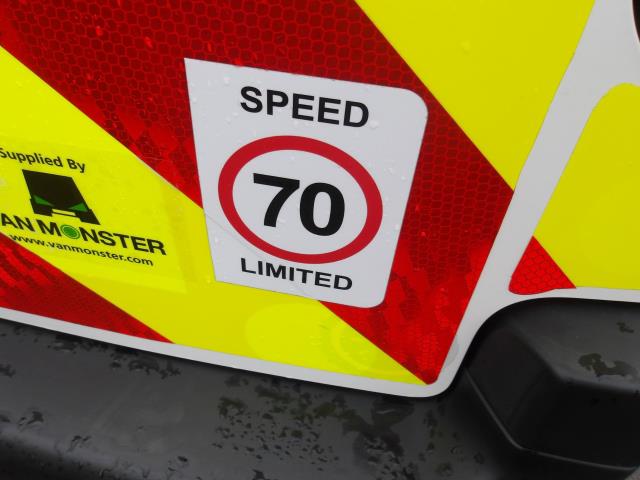 SPEED
70
LIMITED
Supplied By
VAN MONSTER
www.vanmonster.com